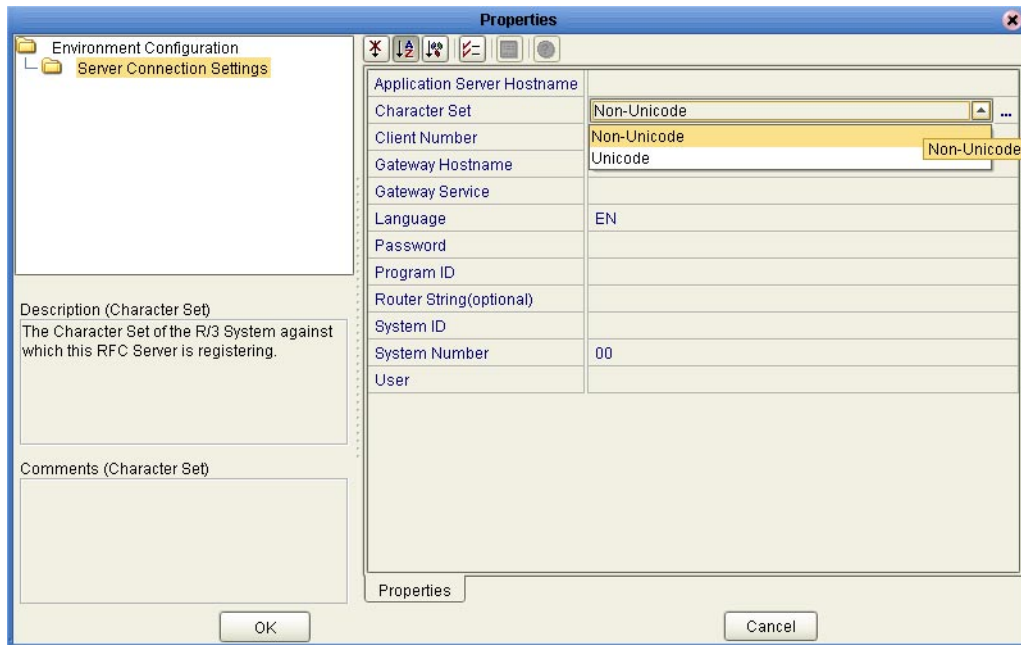 Properties
Environment Configuration
Server Connection Settings
Application Server Hostname
Character Set Non-Unicode ...
Client Number Non-Unicode Non-Unicode
Unicode
Gateway Hostname
Gateway Service
Language EN
Password
Program ID
Router String(optional)
System ID
System Number 00
User
Description (Character Set)
The Character Set of the R/3 System against
which this RFC Server is registering.
Comments (Character Set)
Properties
OK Cancel